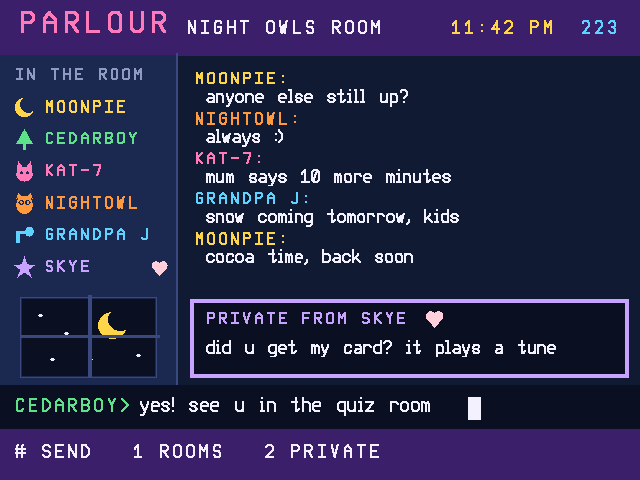 PARLOUR NIGHT OWLS ROOM 11:42 PM 223
IN THE ROOM
MOONPIE
CEDARBOY
KAT-7
NIGHTOWL
GRANDPA J
SKYE
MOONPIE:
anyone else still up?
NIGHTOWL:
always :)
KAT-7:
mum says 10 more minutes
GRANDPA J:
snow coming tomorrow, kids
MOONPIE:
cocoa time, back soon
PRIVATE FROM SKYE
did u get my card? it plays a tune
CEDARBOY> yes! see u in the quiz room
# SEND 1 ROOMS 2 PRIVATE